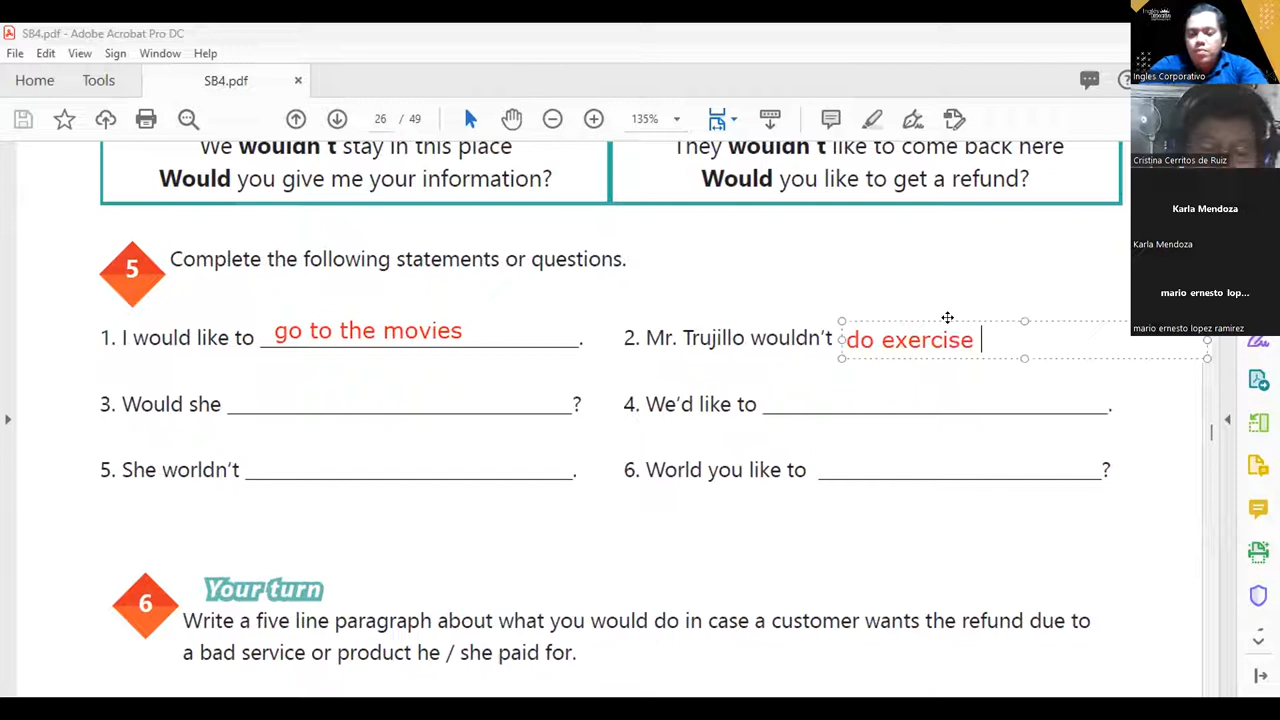 SB4.pdf - Adobe Acrobat Pro DC
File Edit View Sign Window Help
Home Tools SB4.pdf ×
26 / 49 135%
We wouldn't stay in this place
They wouldn't like to come back here
Would you give me your information?
Would you like to get a refund?
5 Complete the following statements or questions.
1. I would like to go to the movies.
2. Mr. Trujillo wouldn't do exercise
3. Would she ?
4. We'd like to .
5. She worldn't .
6. World you like to ?
6 Your turn
Write a five line paragraph about what you would do in case a customer wants the refund due to
a bad service or product he / she paid for.
Ingles Corporativo
Cristina Cerritos de Ruiz
Karla Mendoza
Karla Mendoza
mario ernesto lop...
mario ernesto lopez ramirez